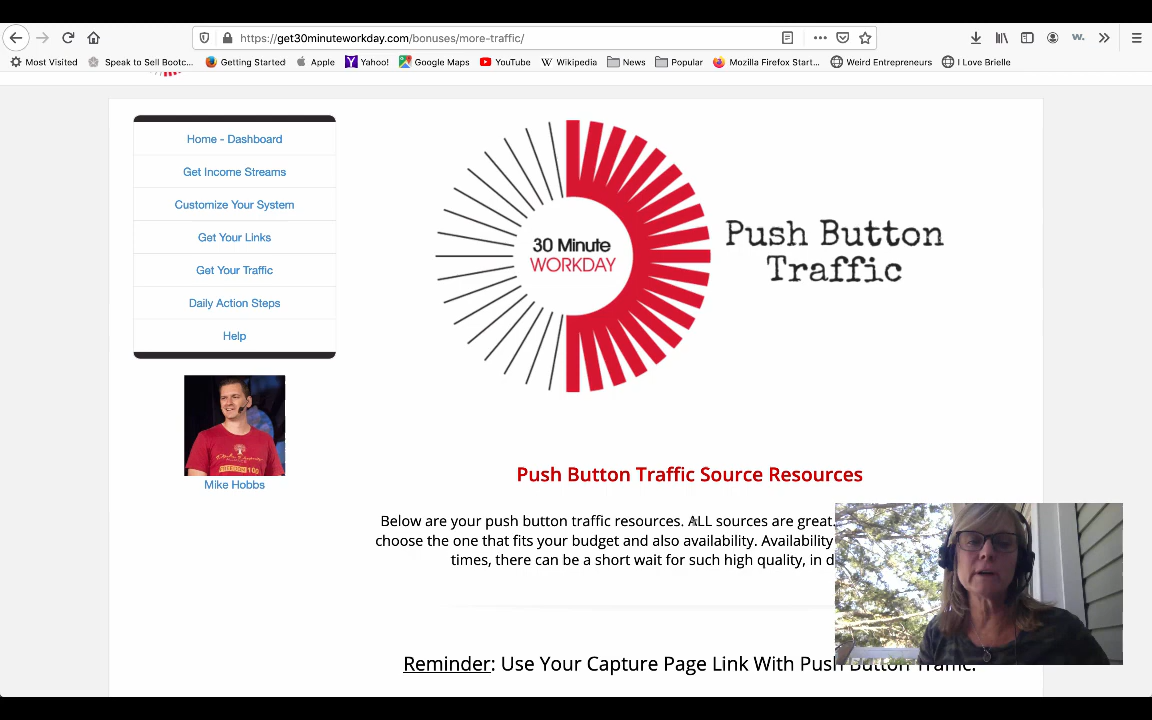 https://get30minuteworkday.com/bonuses/more-traffic/
w.
Most Visited
Speak to Sell Bootc...
Getting Started
Apple
Yahoo!
Google Maps
YouTube
Wikipedia
News
Popular
Mozilla Firefox Start...
Weird Entrepreneurs
I Love Brielle
Home - Dashboard
Get Income Streams
Customize Your System
Get Your Links
Get Your Traffic
Daily Action Steps
Help
Mike Hobbs
30 Minute
WORKDAY
Push Button
Traffic
Push Button Traffic Source Resources
Below are your push button traffic resources. ALL sources are great.
choose the one that fits your budget and also availability. Availability
times, there can be a short wait for such high quality, in d
Reminder: Use Your Capture Page Link With Push Button Traffic.